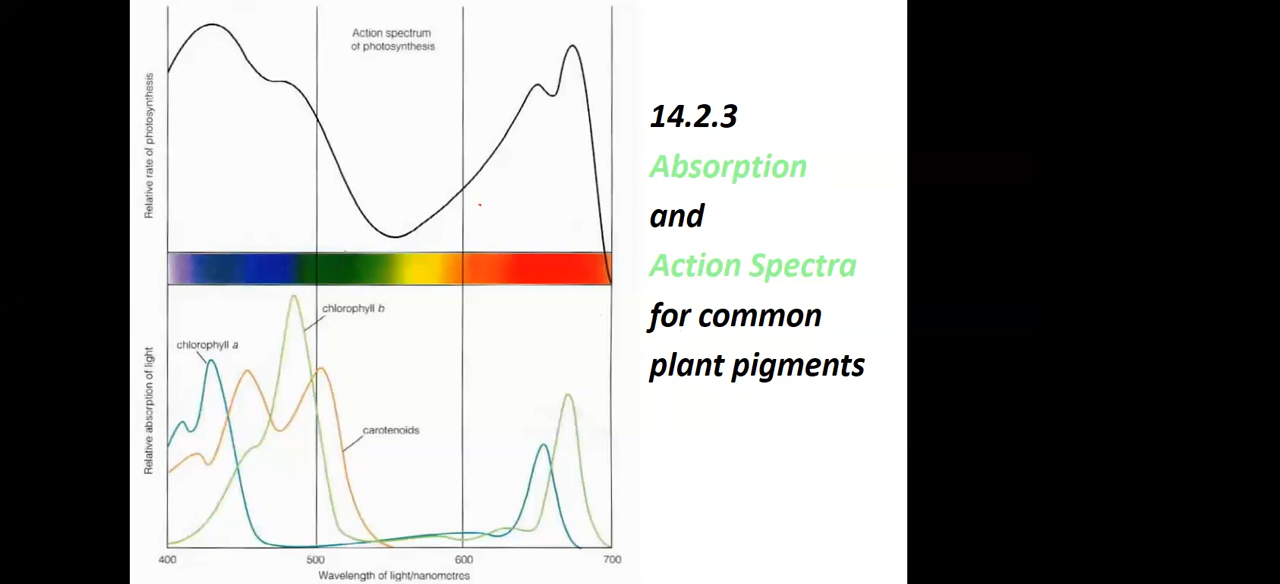 Action spectrum
of photosynthesis
Relative rate of photosynthesis
chlorophyll b
chlorophyll a
carotenoids
Relative absorption of light
400 500 600 700
Wavelength of light/nanometres
14.2.3
Absorption
and
Action Spectra
for common
plant pigments